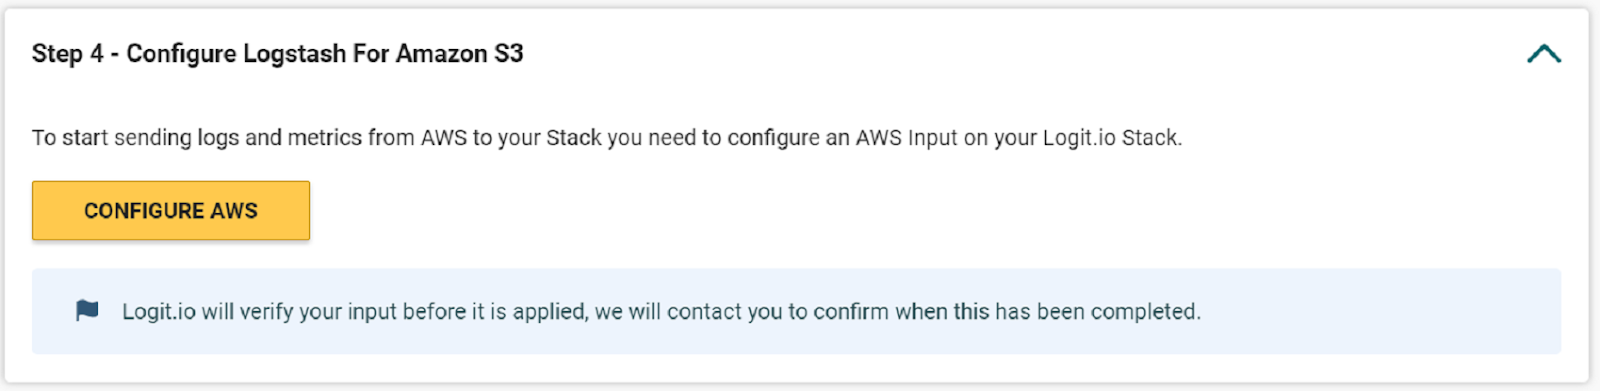 Step 4 - Configure Logstash For Amazon S3
To start sending logs and metrics from AWS to your Stack you need to configure an AWS Input on your Logit.io Stack.
CONFIGURE AWS
Logit.io will verify your input before it is applied, we will contact you to confirm when this has been completed.